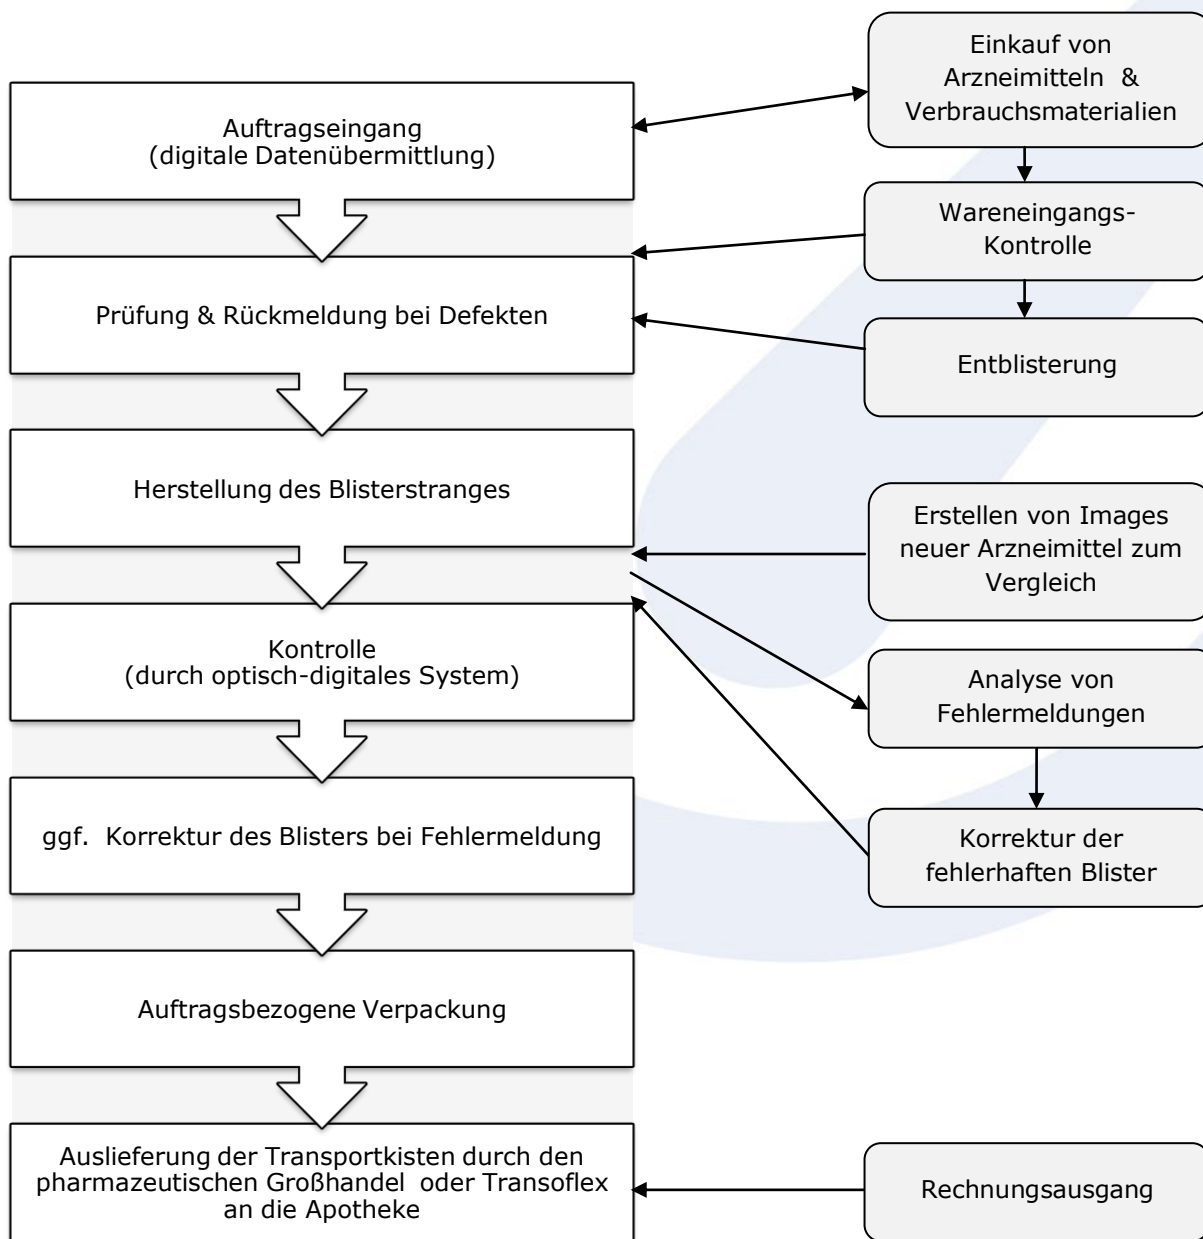 Auftragseingang
(digitale Datenübermittlung)
Prüfung & Rückmeldung bei Defekten
Herstellung des Blisterstranges
Kontrolle
(durch optisch-digitales System)
ggf. Korrektur des Blisters bei Fehlermeldung
Auftragsbezogene Verpackung
Auslieferung der Transportkisten durch den
pharmazeutischen Großhandel oder Transoflex
an die Apotheke
Einkauf von
Arzneimitteln &
Verbrauchsmaterialien
Wareneingangs-
Kontrolle
Entblisterung
Erstellen von Images
neuer Arzneimittel zum
Vergleich
Analyse von
Fehlermeldungen
Korrektur der
fehlerhaften Blister
Rechnungsausgang